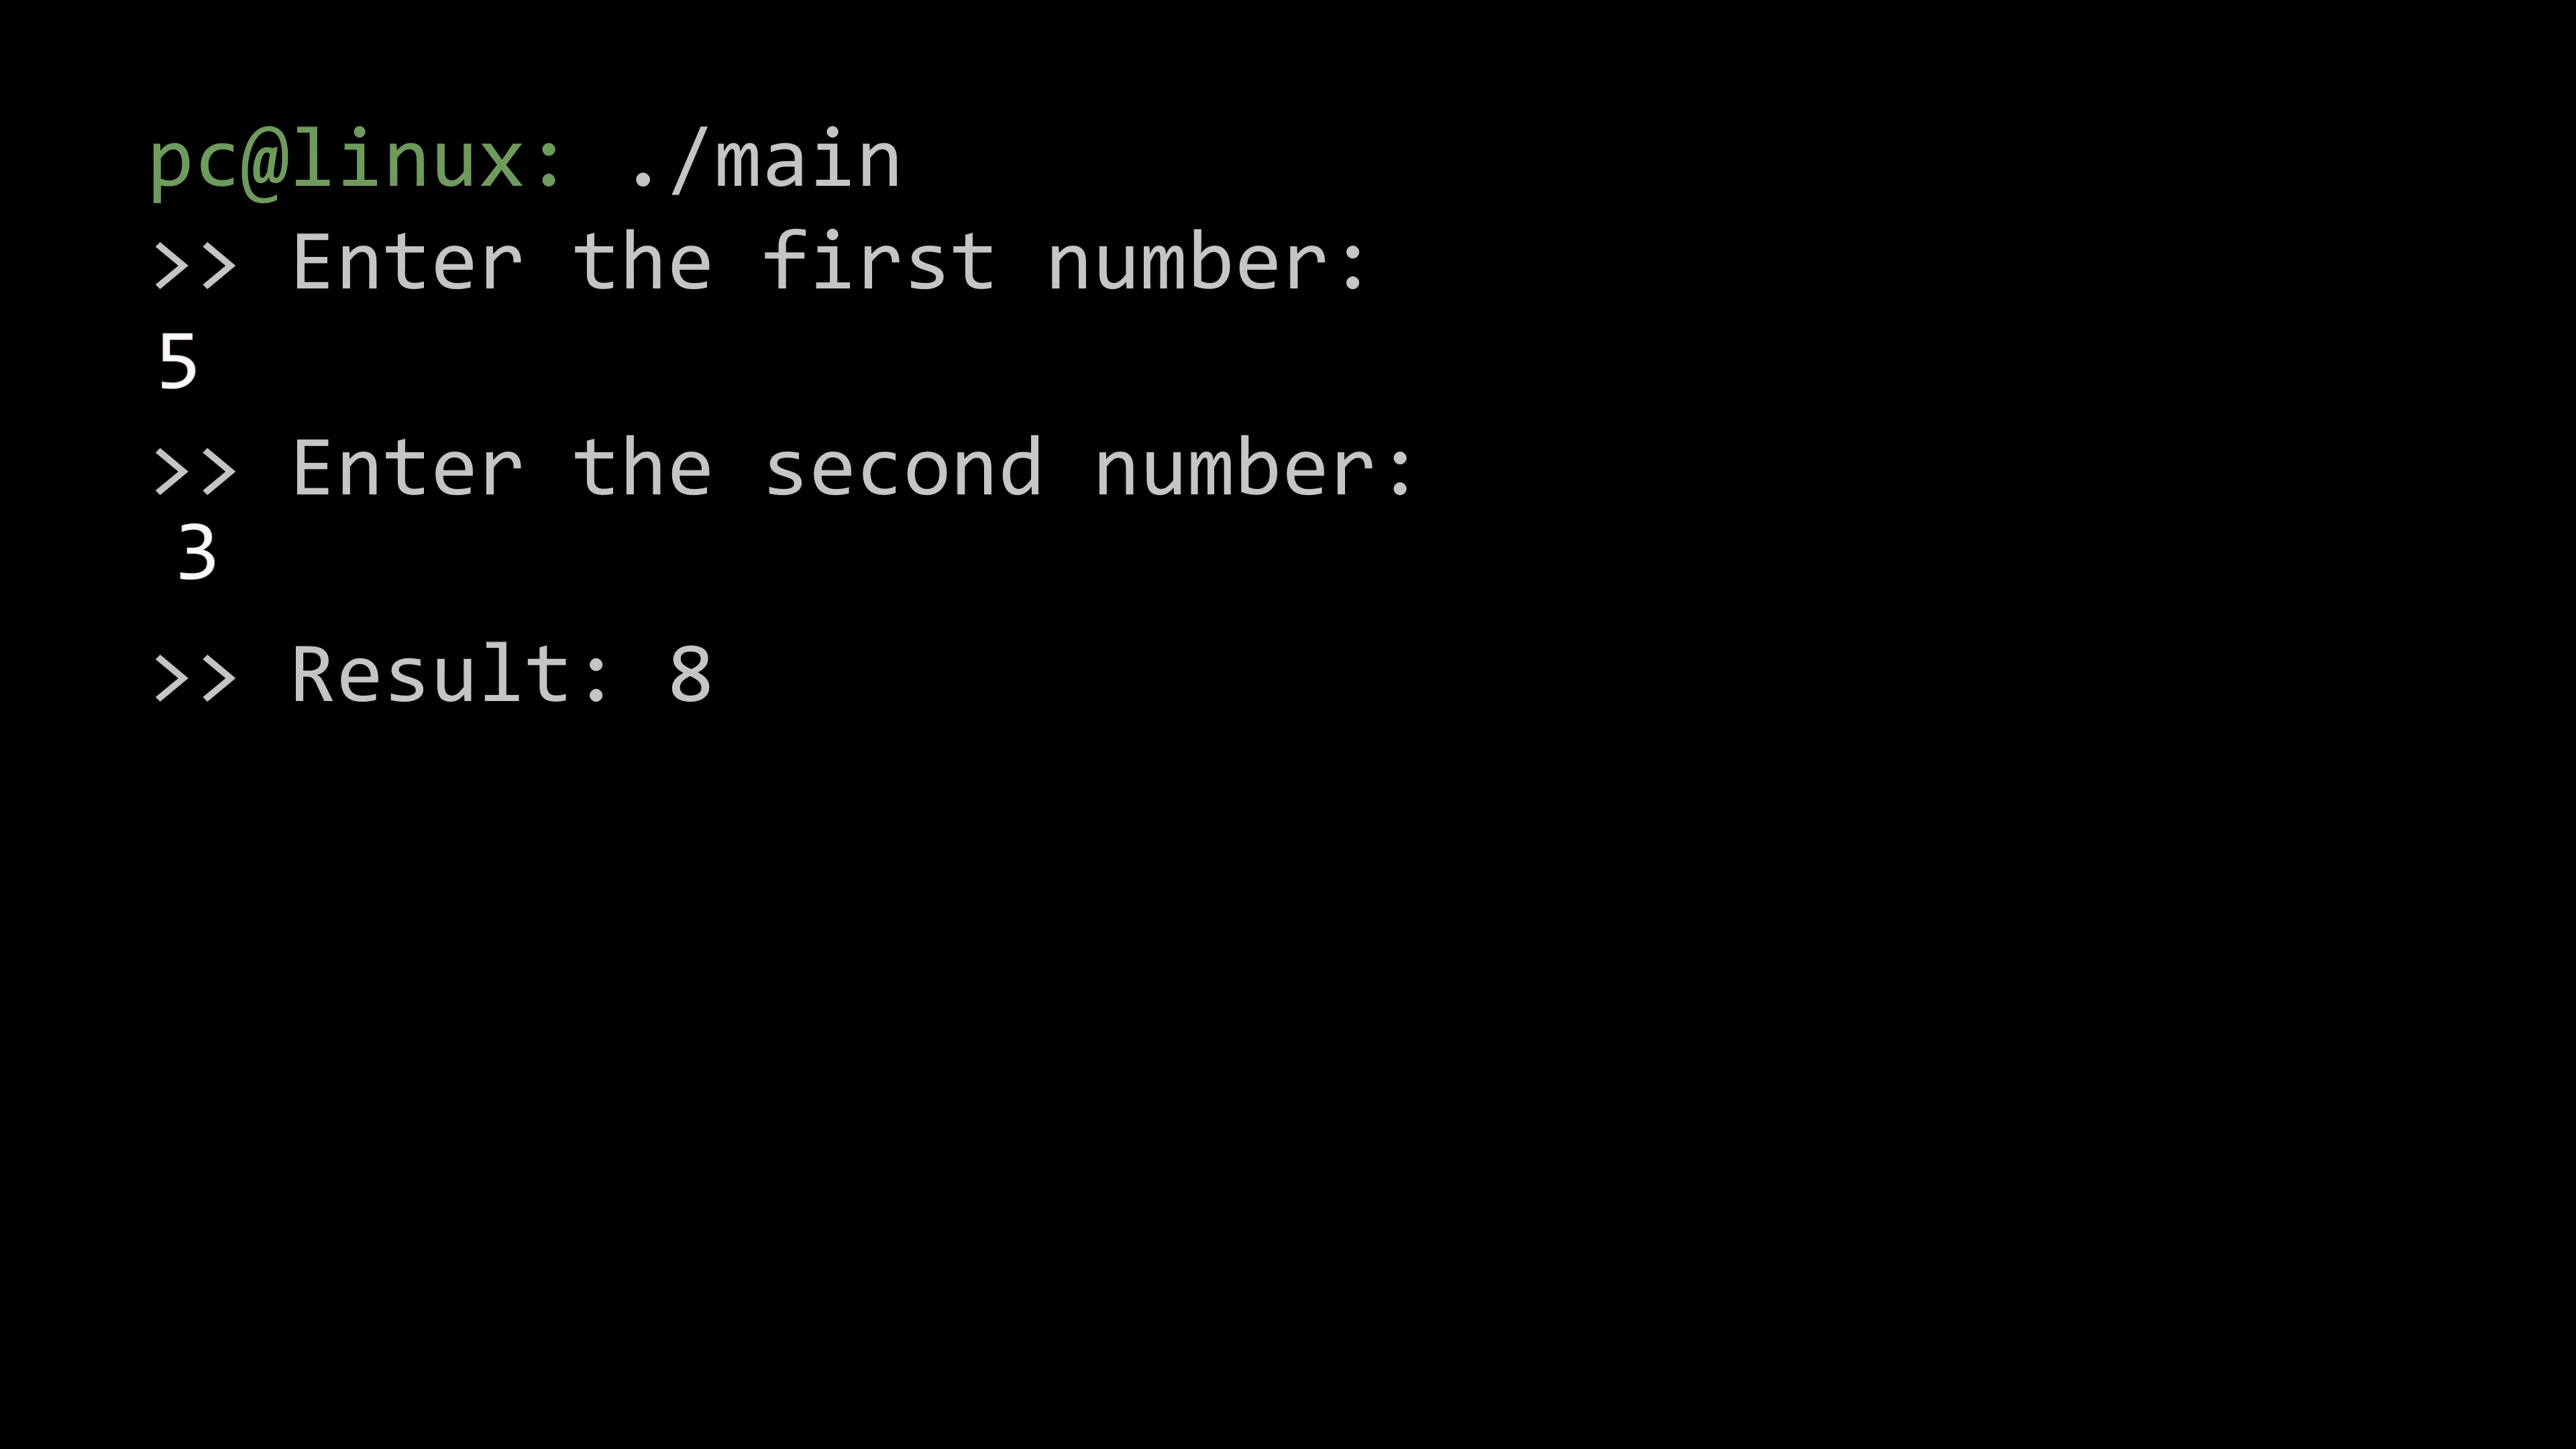 pc@linux: ./main
>> Enter the first number:
5
>> Enter the second number:
3
>> Result: 8